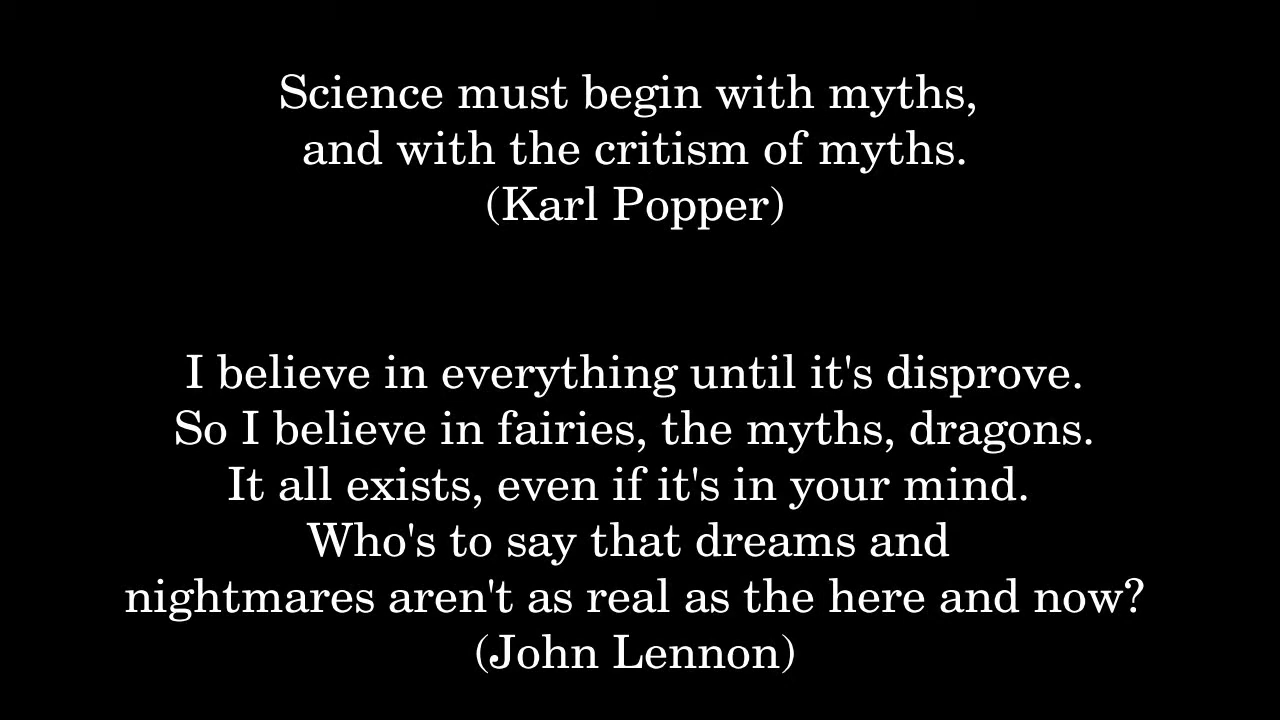 Science must begin with myths,
and with the critism of myths.
(Karl Popper)
I believe in everything until it's disprove.
So I believe in fairies, the myths, dragons.
It all exists, even if it's in your mind.
Who's to say that dreams and
nightmares aren't as real as the here and now?
(John Lennon)